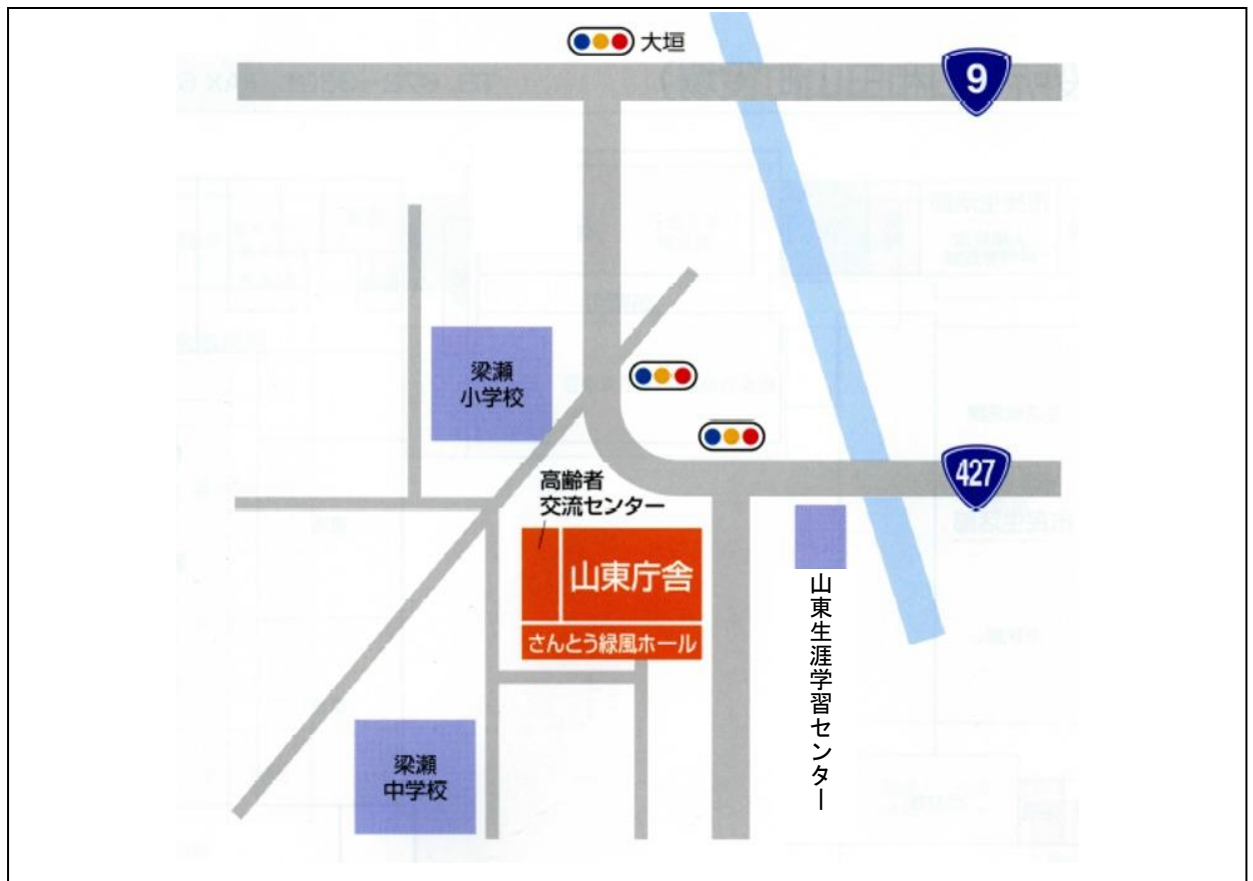 大垣
9
梁瀬
小学校
427
高齢者
交流センター
山東庁舎
さんとう緑風ホール
山東生涯学習センター
梁瀬
中学校